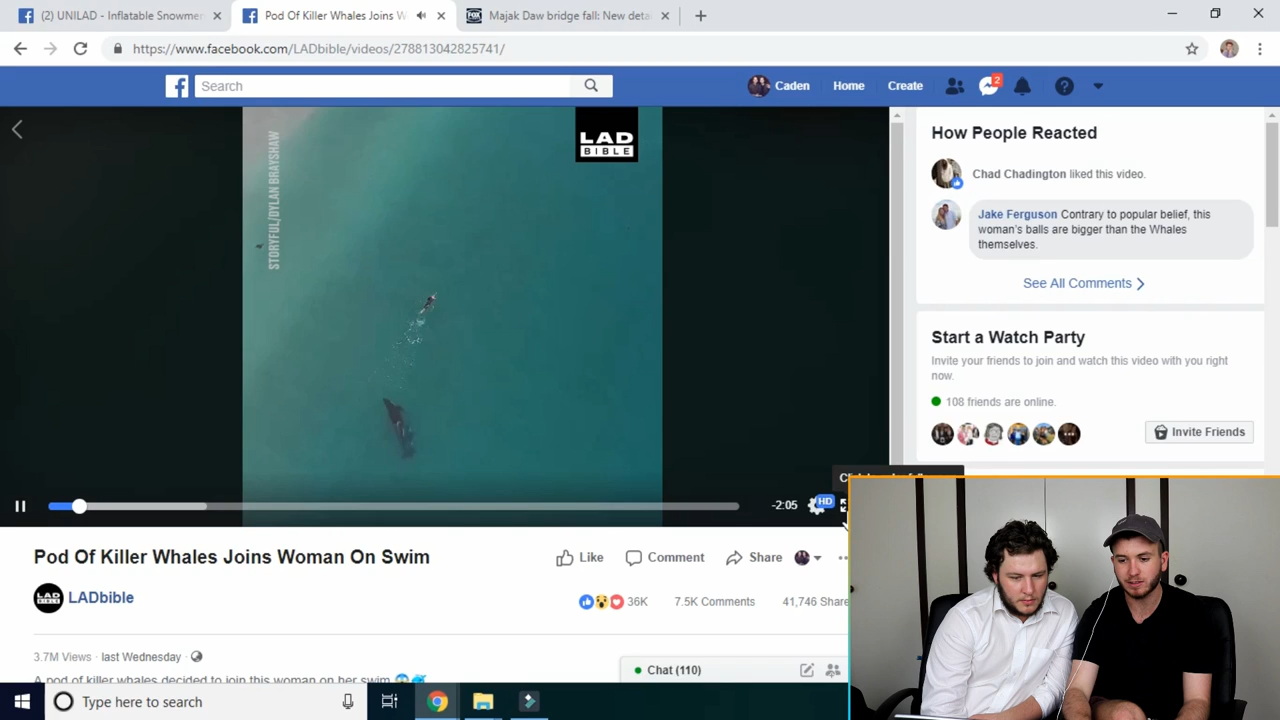 (2) UNILAD - Inflatable Snowmen
Pod Of Killer Whales Joins W
Majak Daw bridge fall: New deta
https://www.facebook.com/LADbible/videos/278813042825741/
Search
Caden
Home
Create
2
STORYFUL/DYLAN BRAYSHAW
LAD
BIBLE
-2:05
HD
How People Reacted
Chad Chadington liked this video.
Jake Ferguson Contrary to popular belief, this
woman's balls are bigger than the Whales
themselves.
See All Comments
Start a Watch Party
Invite your friends to join and watch this video with you right
now.
108 friends are online.
Invite Friends
Pod Of Killer Whales Joins Woman On Swim
Like
Comment
Share
LAD
BIBLE
LADbible
36K
7.5K Comments
41,746 Share
3.7M Views · last Wednesday
A pod of killer whales decided to join this woman on her swim
Chat (110)
Type here to search